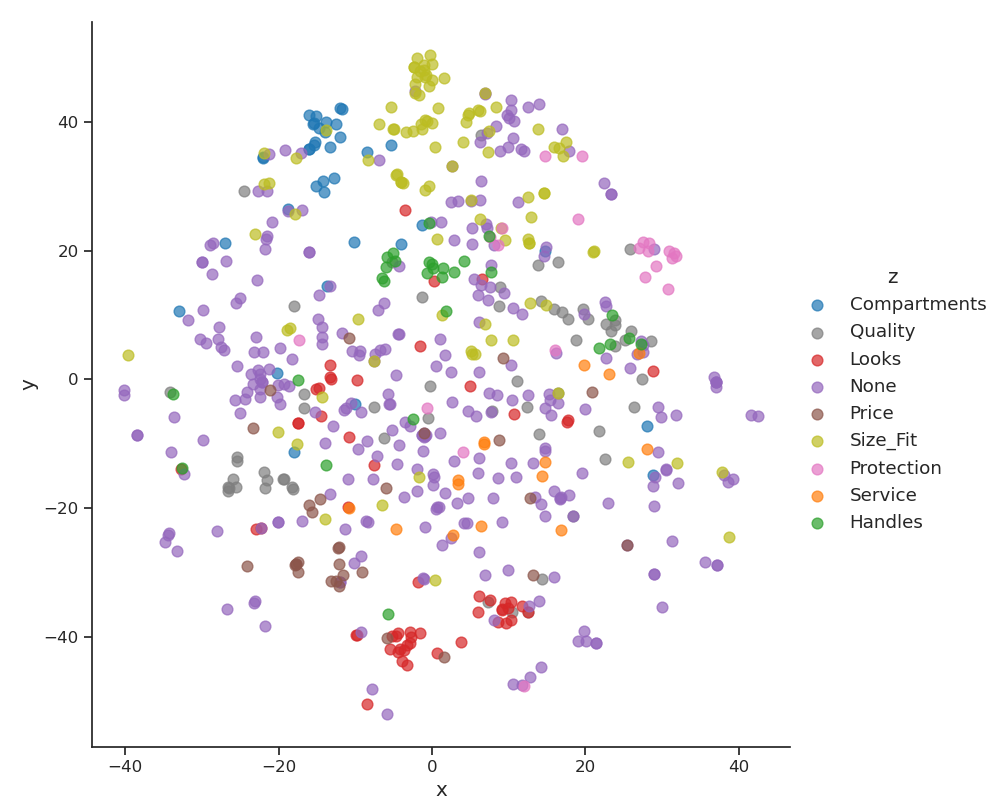 z
Compartments
Quality
Looks
None
Price
Size_Fit
Protection
Service
Handles
y
40
20
0
−20
−40
−40 −20 0 20 40
x